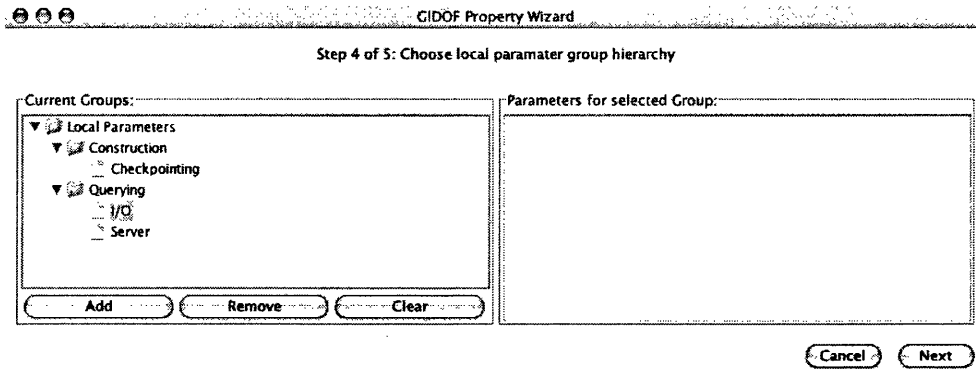 GIDOF Property Wizard
Step 4 of 5: Choose local paramater group hierarchy
Current Groups:
Parameters for selected Group:
Local Parameters
Construction
Checkpointing
Querying
I/O
Server
Add
Remove
Clear
Cancel
Next